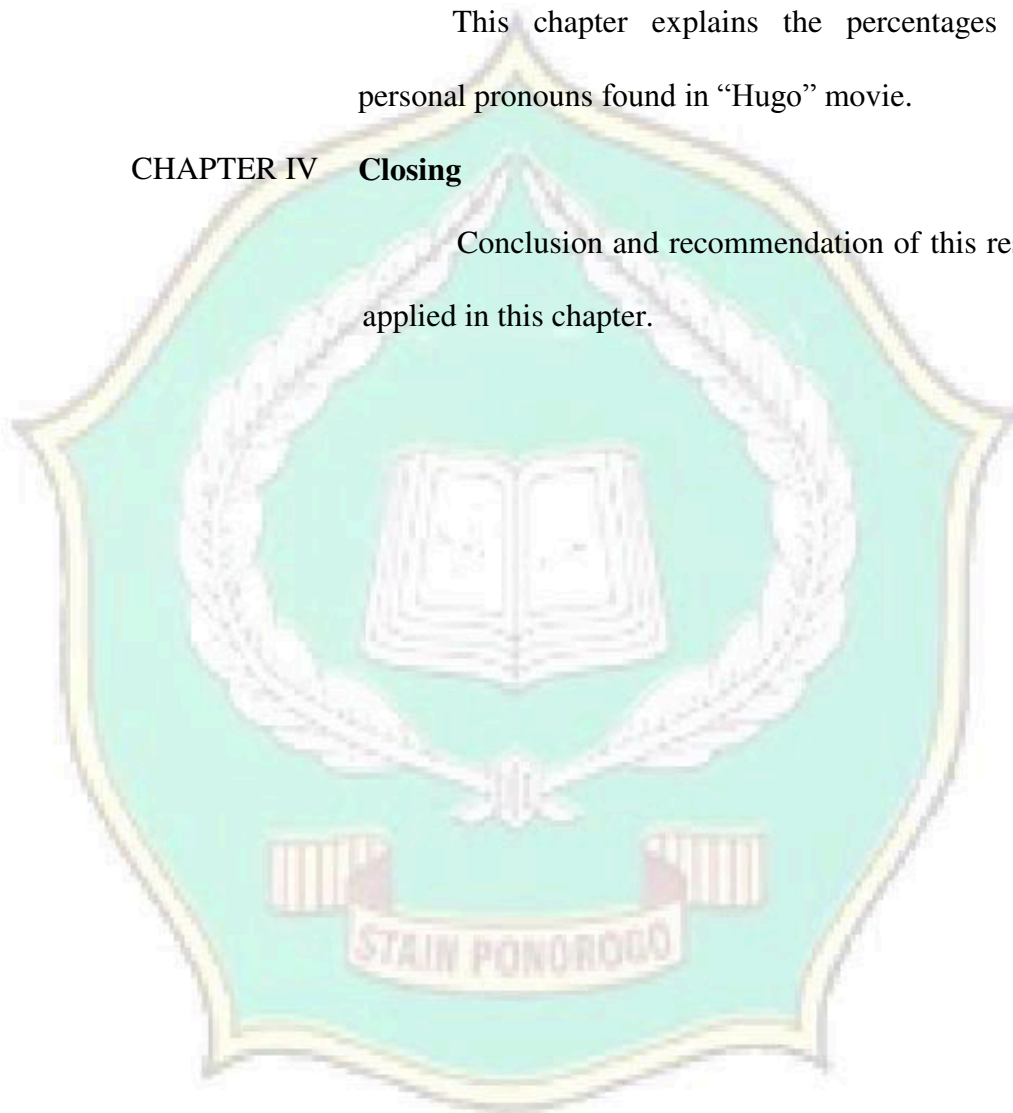 This chapter explains the percentages
personal pronouns found in “Hugo” movie.
CHAPTER IV Closing
Conclusion and recommendation of this
applied in this chapter.
STAIN PONOROGO